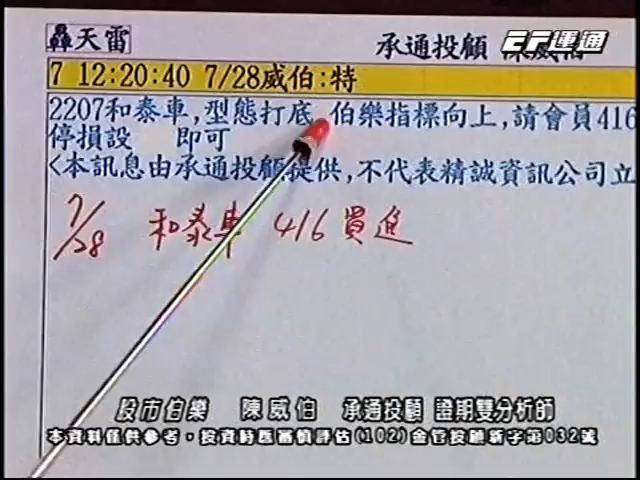 轟天雷
承通投顧 陳威伯
EF運通
7 12:20:40 7/28威伯:特
2207和泰車,型態打底,伯樂指標向上,請會員416
停損設 即可
<本訊息由承通投顧提供,不代表精誠資訊公司立
7/28 和泰車 416 買進
股市伯樂 陳威伯 承通投顧 證期雙分析師
本資料僅供參考,投資時應審慎評估(102)金管投顧新字第032號